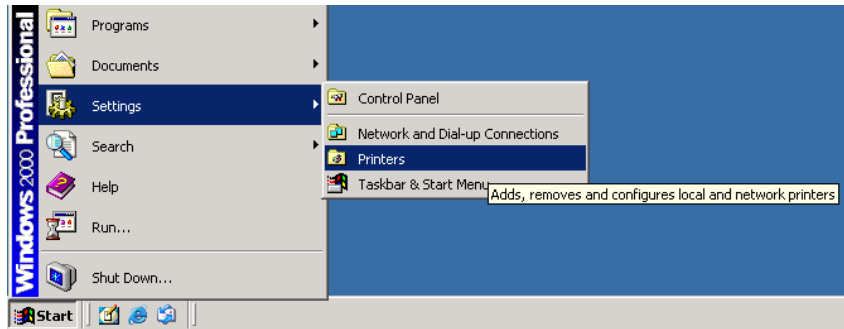 Windows 2000 Professional
Programs
Documents
Settings
Search
Help
Run...
Shut Down...
Control Panel
Network and Dial-up Connections
Printers
Taskbar & Start Menu
Adds, removes and configures local and network printers
Start